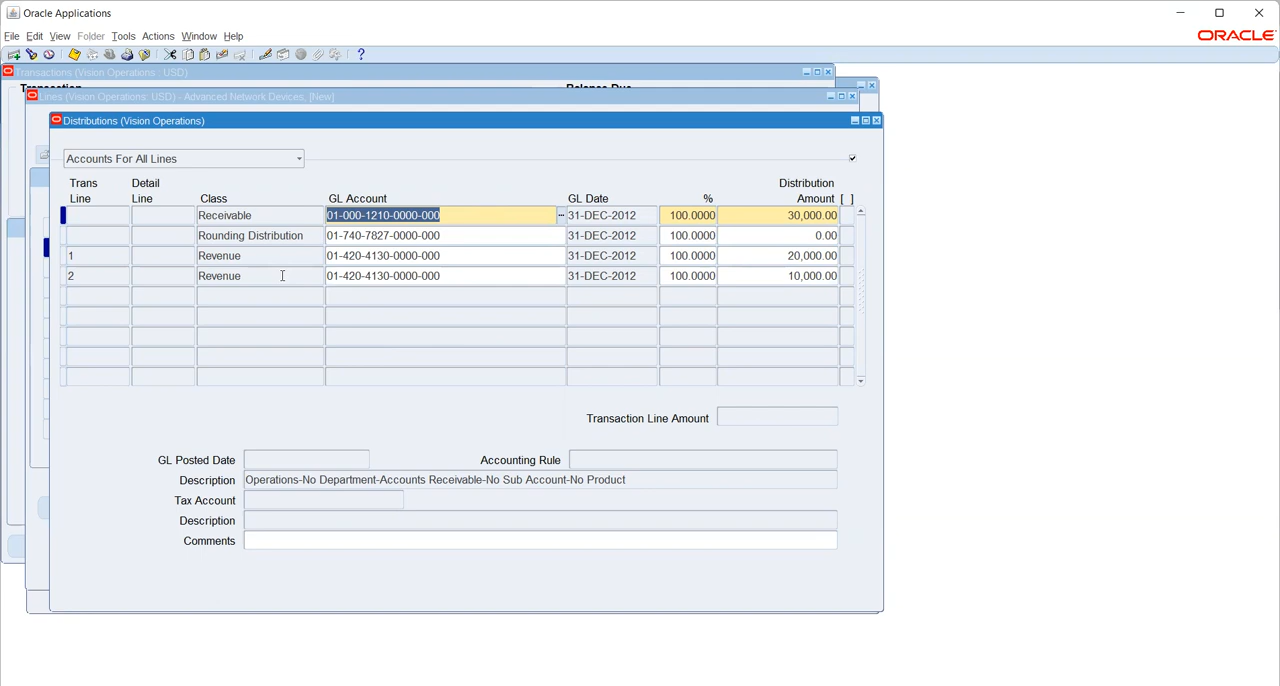 Oracle Applications
File Edit View Folder Tools Actions Window Help
ORACLE
Transactions (Vision Operations : USD)
Transaction Balance Due
Lines (Vision Operations: USD) - Advanced Network Devices, [New]
Distributions (Vision Operations)
Accounts For All Lines
Trans Detail Distribution
Line Line Class GL Account GL Date % Amount [ ]
Receivable 01-000-1210-0000-000 ... 31-DEC-2012 100.0000 30,000.00
Rounding Distribution 01-740-7827-0000-000 31-DEC-2012 100.0000 0.00
1 Revenue 01-420-4130-0000-000 31-DEC-2012 100.0000 20,000.00
2 Revenue 01-420-4130-0000-000 31-DEC-2012 100.0000 10,000.00
Transaction Line Amount
GL Posted Date Accounting Rule
Description Operations-No Department-Accounts Receivable-No Sub Account-No Product
Tax Account
Description
Comments